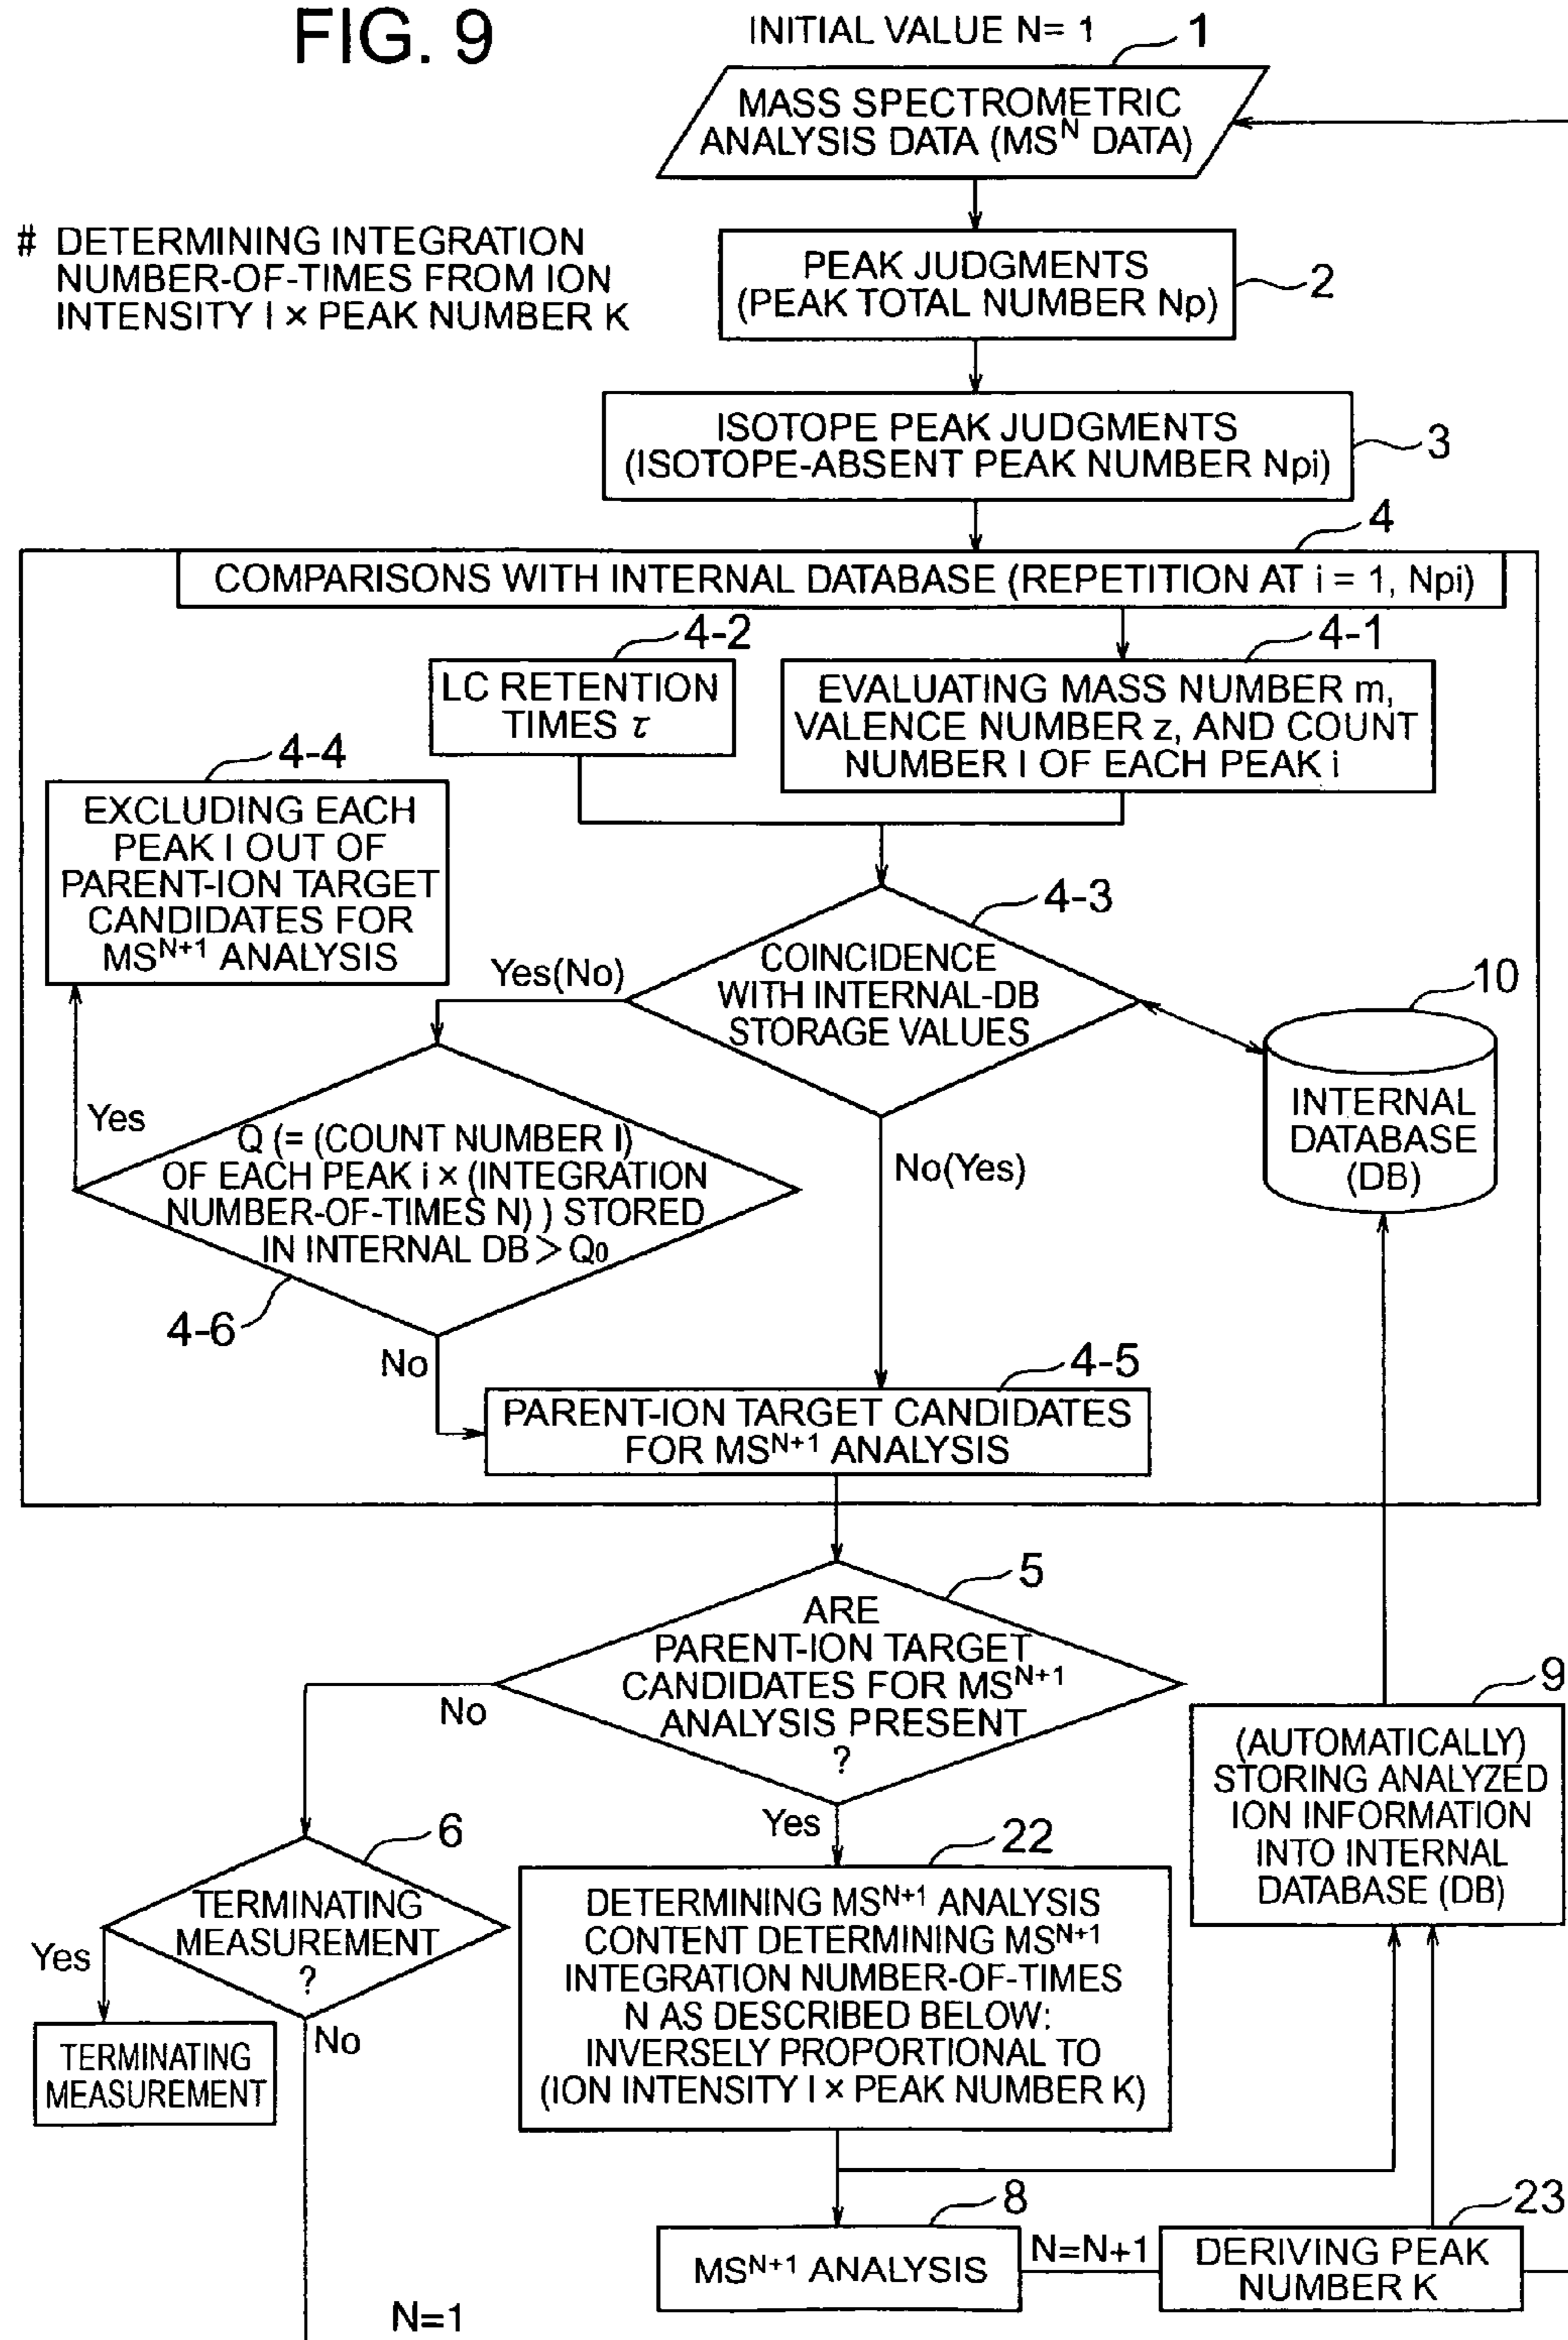 FIG. 9
INITIAL VALUE N= 1
1
MASS SPECTROMETRIC
ANALYSIS DATA (MS^N DATA)
# DETERMINING INTEGRATION
NUMBER-OF-TIMES FROM ION
INTENSITY I × PEAK NUMBER K
PEAK JUDGMENTS
(PEAK TOTAL NUMBER Np)
2
ISOTOPE PEAK JUDGMENTS
(ISOTOPE-ABSENT PEAK NUMBER Npi)
3
4
COMPARISONS WITH INTERNAL DATABASE (REPETITION AT i = 1, Npi)
4-2
LC RETENTION
TIMES τ
4-1
EVALUATING MASS NUMBER m,
VALENCE NUMBER z, AND COUNT
NUMBER I OF EACH PEAK i
4-4
EXCLUDING EACH
PEAK I OUT OF
PARENT-ION TARGET
CANDIDATES FOR
MS^N+1 ANALYSIS
4-3
COINCIDENCE
WITH INTERNAL-DB
STORAGE VALUES
Yes(No)
No(Yes)
10
INTERNAL
DATABASE
(DB)
Yes
Q (= (COUNT NUMBER I)
OF EACH PEAK i × (INTEGRATION
NUMBER-OF-TIMES N) ) STORED
IN INTERNAL DB > Q0
4-6
No
4-5
PARENT-ION TARGET CANDIDATES
FOR MS^N+1 ANALYSIS
5
ARE
PARENT-ION TARGET
CANDIDATES FOR MS^N+1
ANALYSIS PRESENT
?
No
Yes
6
TERMINATING
MEASUREMENT
?
Yes
No
TERMINATING
MEASUREMENT
22
DETERMINING MS^N+1 ANALYSIS
CONTENT DETERMINING MS^N+1
INTEGRATION NUMBER-OF-TIMES
N AS DESCRIBED BELOW:
INVERSELY PROPORTIONAL TO
(ION INTENSITY I × PEAK NUMBER K)
9
(AUTOMATICALLY)
STORING ANALYZED
ION INFORMATION
INTO INTERNAL
DATABASE (DB)
8
MS^N+1 ANALYSIS
N=N+1
23
DERIVING PEAK
NUMBER K
N=1